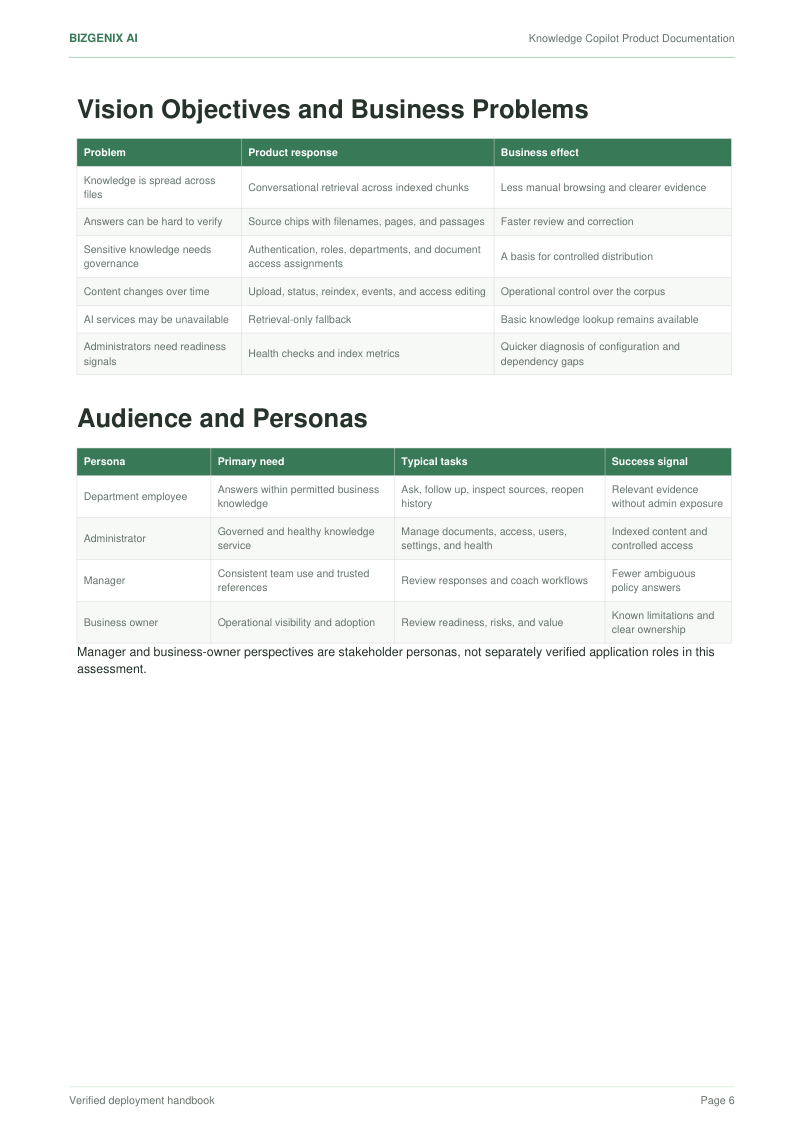 BIZGENIX AI
Knowledge Copilot Product Documentation
Vision Objectives and Business Problems
Problem
Product response
Business effect
Knowledge is spread across
files
Conversational retrieval across indexed chunks
Less manual browsing and clearer evidence
Answers can be hard to verify
Source chips with filenames, pages, and passages
Faster review and correction
Sensitive knowledge needs
governance
Authentication, roles, departments, and document
access assignments
A basis for controlled distribution
Content changes over time
Upload, status, reindex, events, and access editing
Operational control over the corpus
AI services may be unavailable
Retrieval-only fallback
Basic knowledge lookup remains available
Administrators need readiness
signals
Health checks and index metrics
Quicker diagnosis of configuration and
dependency gaps
Audience and Personas
Persona
Primary need
Typical tasks
Success signal
Department employee
Answers within permitted business
knowledge
Ask, follow up, inspect sources, reopen
history
Relevant evidence
without admin exposure
Administrator
Governed and healthy knowledge
service
Manage documents, access, users,
settings, and health
Indexed content and
controlled access
Manager
Consistent team use and trusted
references
Review responses and coach workflows
Fewer ambiguous
policy answers
Business owner
Operational visibility and adoption
Review readiness, risks, and value
Known limitations and
clear ownership
Manager and business-owner perspectives are stakeholder personas, not separately verified application roles in this
assessment.
Verified deployment handbook
Page 6